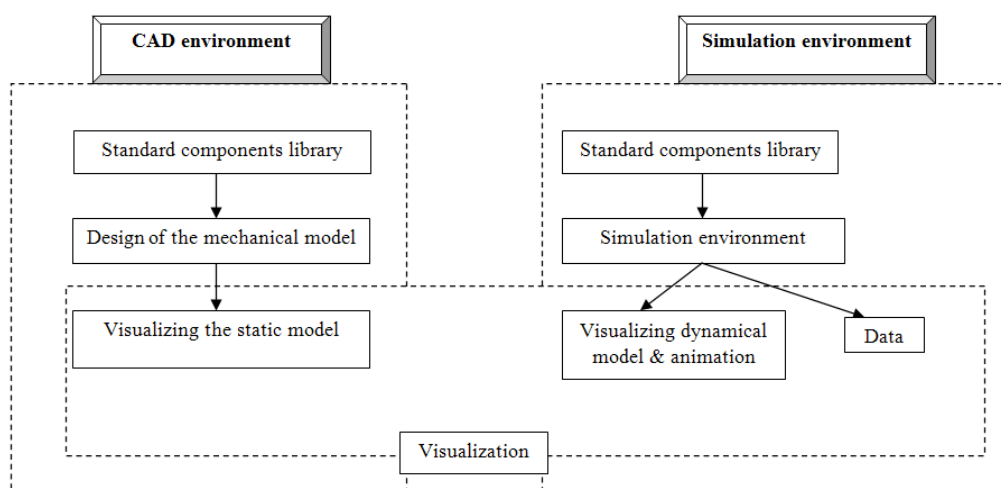 CAD environment
Simulation environment
Standard components library
Standard components library
Design of the mechanical model
Simulation environment
Visualizing the static model
Visualizing dynamical
model & animation
Data
Visualization